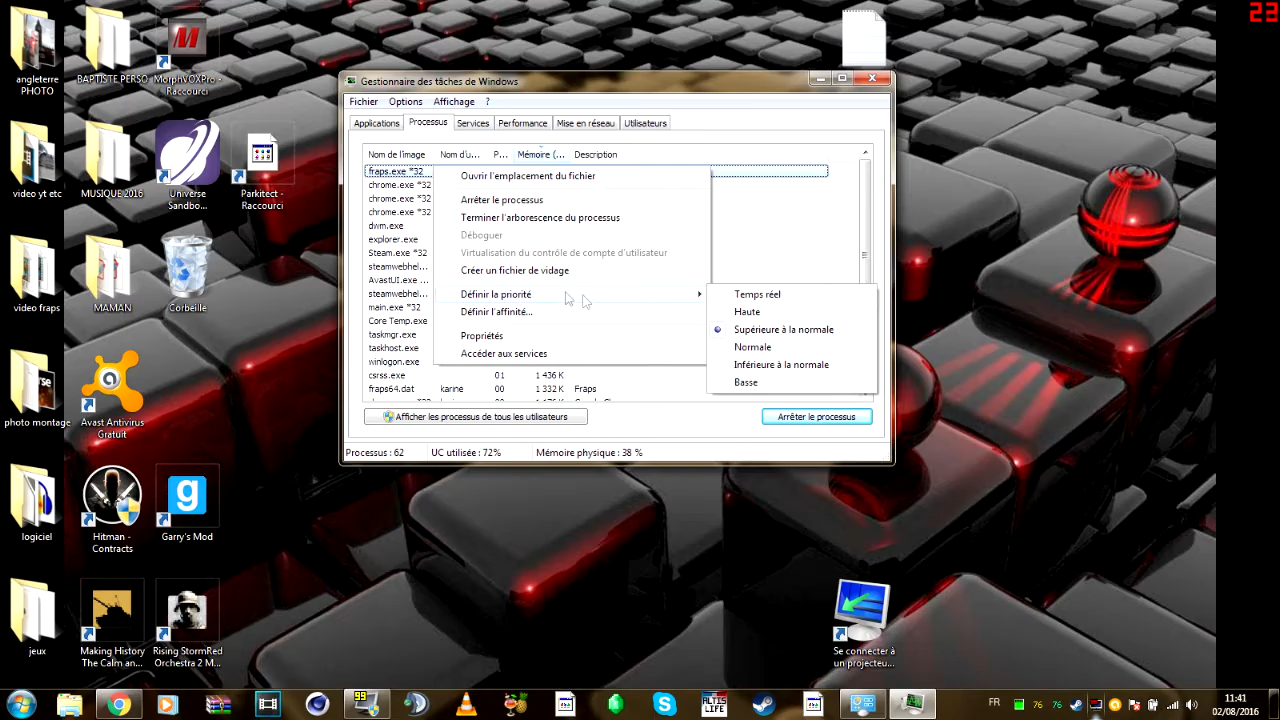 23
angleterre PHOTO
BAPTISTE PERSO
MorphVOXPro - Raccourci
video yt etc
MUSIQUE 2016
Universe Sandbo...
Parkitect - Raccourci
video fraps
MAMAN
Corbeille
photo montage
Avast Antivirus Gratuit
logiciel
Hitman - Contracts
Garry's Mod
jeux
Making History The Calm an...
Rising StormRed Orchestra 2 M...
Se connecter à un projecteu...
Gestionnaire des tâches de Windows
Fichier Options Affichage ?
Applications Processus Services Performance Mise en réseau Utilisateurs
Nom de l'image Nom d'u... P... Mémoire (... Description
fraps.exe *32
chrome.exe *32
chrome.exe *32
chrome.exe *32
dwm.exe
explorer.exe
Steam.exe *32
steamwebhel...
AvastUI.exe ...
steamwebhel...
main.exe *32
Core Temp.exe
taskmgr.exe
taskhost.exe
winlogon.exe
csrss.exe 01 1 436 K
fraps64.dat karine 00 1 332 K Fraps
Ouvrir l'emplacement du fichier
Arrêter le processus
Terminer l'arborescence du processus
Déboguer
Virtualisation du contrôle de compte d'utilisateur
Créer un fichier de vidage
Définir la priorité
Définir l'affinité...
Propriétés
Accéder aux services
Temps réel
Haute
Supérieure à la normale
Normale
Inférieure à la normale
Basse
Afficher les processus de tous les utilisateurs
Arrêter le processus
Processus : 62 UC utilisée : 72% Mémoire physique : 38 %
99
ALTIS LIFE
FR
76 76
11:41
02/08/2016